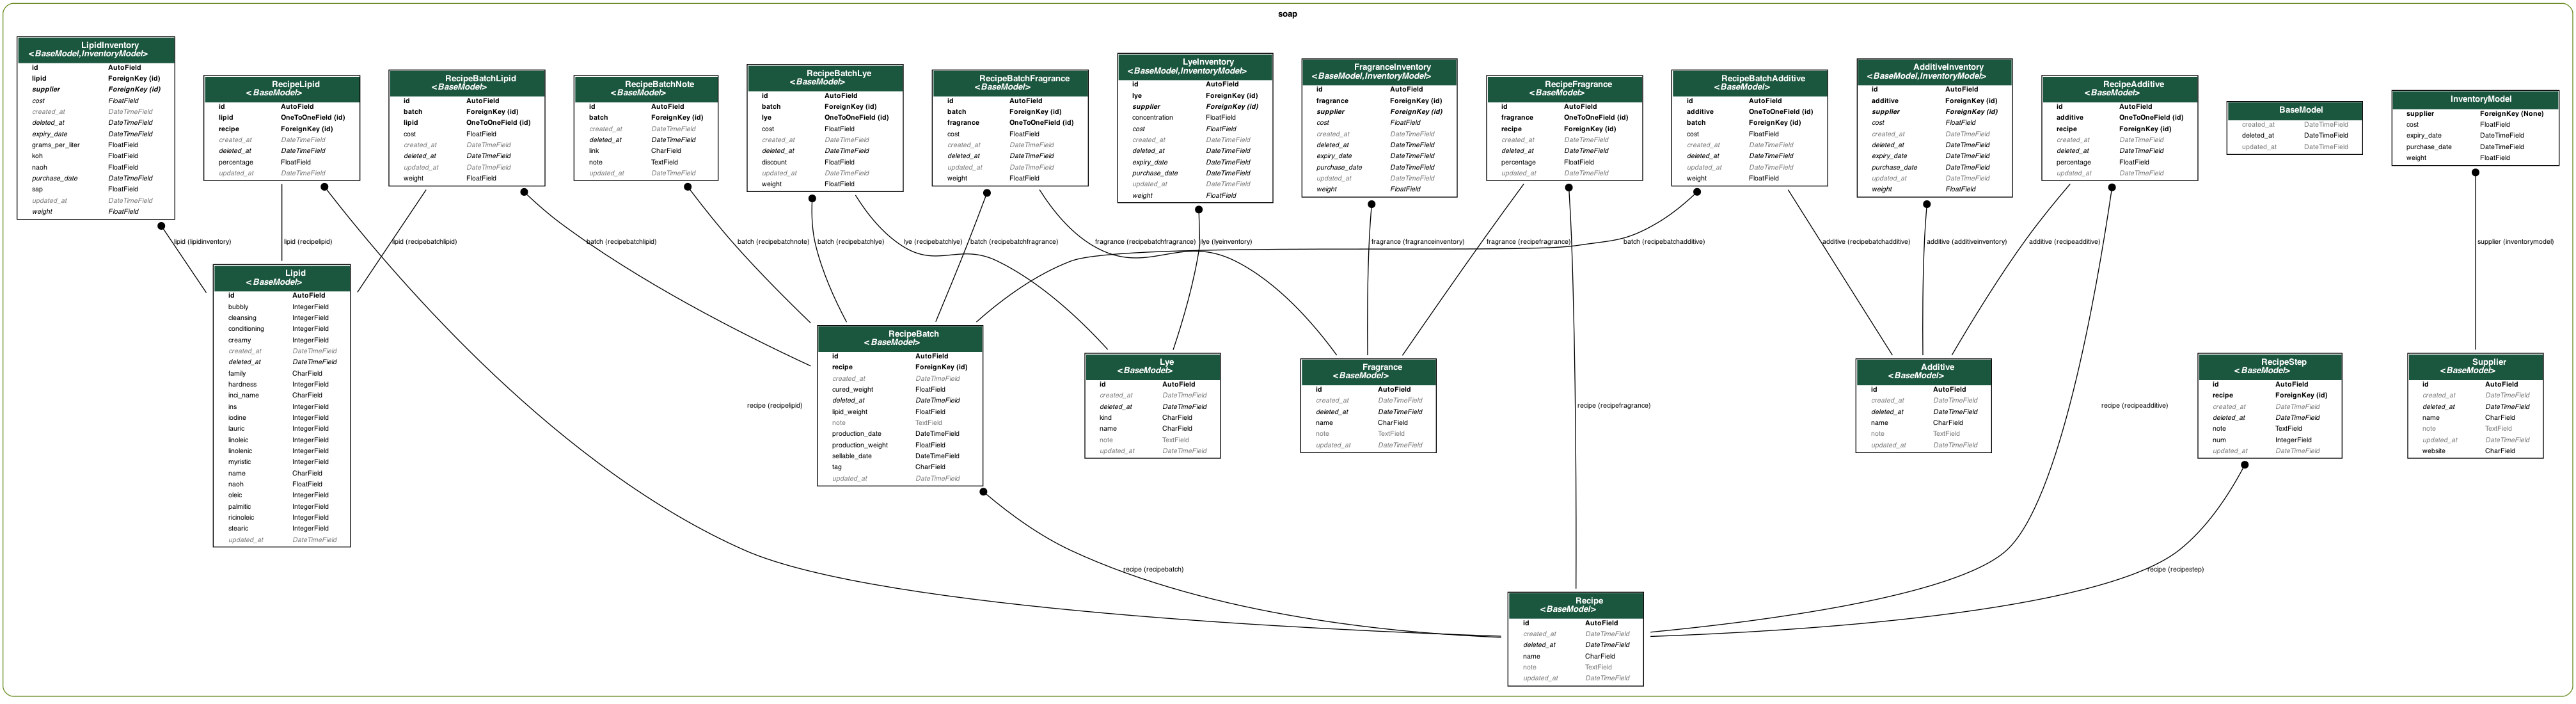 soap
LipidInventory
<BaseModel,InventoryModel>
id AutoField
lipid ForeignKey (id)
supplier ForeignKey (id)
cost FloatField
created_at DateTimeField
deleted_at DateTimeField
expiry_date DateTimeField
grams_per_liter FloatField
koh FloatField
naoh FloatField
purchase_date DateTimeField
sap FloatField
updated_at DateTimeField
weight FloatField
RecipeLipid
<BaseModel>
id AutoField
lipid OneToOneField (id)
recipe ForeignKey (id)
created_at DateTimeField
deleted_at DateTimeField
percentage FloatField
updated_at DateTimeField
RecipeBatchLipid
<BaseModel>
id AutoField
batch ForeignKey (id)
lipid OneToOneField (id)
cost FloatField
created_at DateTimeField
deleted_at DateTimeField
updated_at DateTimeField
weight FloatField
RecipeBatchNote
<BaseModel>
id AutoField
batch ForeignKey (id)
created_at DateTimeField
deleted_at DateTimeField
link CharField
note TextField
updated_at DateTimeField
RecipeBatchLye
<BaseModel>
id AutoField
batch ForeignKey (id)
lye OneToOneField (id)
cost FloatField
created_at DateTimeField
deleted_at DateTimeField
discount FloatField
updated_at DateTimeField
weight FloatField
RecipeBatchFragrance
<BaseModel>
id AutoField
batch ForeignKey (id)
fragrance OneToOneField (id)
cost FloatField
created_at DateTimeField
deleted_at DateTimeField
updated_at DateTimeField
weight FloatField
LyeInventory
<BaseModel,InventoryModel>
id AutoField
lye ForeignKey (id)
supplier ForeignKey (id)
concentration FloatField
cost FloatField
created_at DateTimeField
deleted_at DateTimeField
expiry_date DateTimeField
purchase_date DateTimeField
updated_at DateTimeField
weight FloatField
FragranceInventory
<BaseModel,InventoryModel>
id AutoField
fragrance ForeignKey (id)
supplier ForeignKey (id)
cost FloatField
created_at DateTimeField
deleted_at DateTimeField
expiry_date DateTimeField
purchase_date DateTimeField
updated_at DateTimeField
weight FloatField
RecipeFragrance
<BaseModel>
id AutoField
fragrance OneToOneField (id)
recipe ForeignKey (id)
created_at DateTimeField
deleted_at DateTimeField
percentage FloatField
updated_at DateTimeField
RecipeBatchAdditive
<BaseModel>
id AutoField
additive OneToOneField (id)
batch ForeignKey (id)
cost FloatField
created_at DateTimeField
deleted_at DateTimeField
updated_at DateTimeField
weight FloatField
AdditiveInventory
<BaseModel,InventoryModel>
id AutoField
additive ForeignKey (id)
supplier ForeignKey (id)
cost FloatField
created_at DateTimeField
deleted_at DateTimeField
expiry_date DateTimeField
purchase_date DateTimeField
updated_at DateTimeField
weight FloatField
RecipeAdditive
<BaseModel>
id AutoField
additive OneToOneField (id)
recipe ForeignKey (id)
created_at DateTimeField
deleted_at DateTimeField
percentage FloatField
updated_at DateTimeField
BaseModel
created_at DateTimeField
deleted_at DateTimeField
updated_at DateTimeField
InventoryModel
supplier ForeignKey (None)
cost FloatField
expiry_date DateTimeField
purchase_date DateTimeField
weight FloatField
lipid (lipidinventory)
lipid (recipelipid)
lipid (recipebatchlipid)
batch (recipebatchlipid)
batch (recipebatchnote)
batch (recipebatchlye)
lye (recipebatchlye)
batch (recipebatchfragrance)
fragrance (recipebatchfragrance)
lye (lyeinventory)
fragrance (fragranceinventory)
fragrance (recipefragrance)
batch (recipebatchadditive)
additive (recipebatchadditive)
additive (additiveinventory)
additive (recipeadditive)
supplier (inventorymodel)
Lipid
<BaseModel>
id AutoField
bubbly IntegerField
cleansing IntegerField
conditioning IntegerField
creamy IntegerField
created_at DateTimeField
deleted_at DateTimeField
family CharField
hardness IntegerField
inci_name CharField
ins IntegerField
iodine IntegerField
lauric IntegerField
linoleic IntegerField
linolenic IntegerField
myristic IntegerField
name CharField
naoh FloatField
oleic IntegerField
palmitic IntegerField
ricinoleic IntegerField
stearic IntegerField
updated_at DateTimeField
recipe (recipelipid)
RecipeBatch
<BaseModel>
id AutoField
recipe ForeignKey (id)
created_at DateTimeField
cured_weight FloatField
deleted_at DateTimeField
lipid_weight FloatField
note TextField
production_date DateTimeField
production_weight FloatField
sellable_date DateTimeField
tag CharField
updated_at DateTimeField
Lye
<BaseModel>
id AutoField
created_at DateTimeField
deleted_at DateTimeField
kind CharField
name CharField
note TextField
updated_at DateTimeField
Fragrance
<BaseModel>
id AutoField
created_at DateTimeField
deleted_at DateTimeField
name CharField
note TextField
updated_at DateTimeField
recipe (recipefragrance)
Additive
<BaseModel>
id AutoField
created_at DateTimeField
deleted_at DateTimeField
name CharField
note TextField
updated_at DateTimeField
recipe (recipeadditive)
RecipeStep
<BaseModel>
id AutoField
recipe ForeignKey (id)
created_at DateTimeField
deleted_at DateTimeField
note TextField
num IntegerField
updated_at DateTimeField
Supplier
<BaseModel>
id AutoField
created_at DateTimeField
deleted_at DateTimeField
name CharField
note TextField
updated_at DateTimeField
website CharField
recipe (recipebatch)
recipe (recipestep)
Recipe
<BaseModel>
id AutoField
created_at DateTimeField
deleted_at DateTimeField
name CharField
note TextField
updated_at DateTimeField